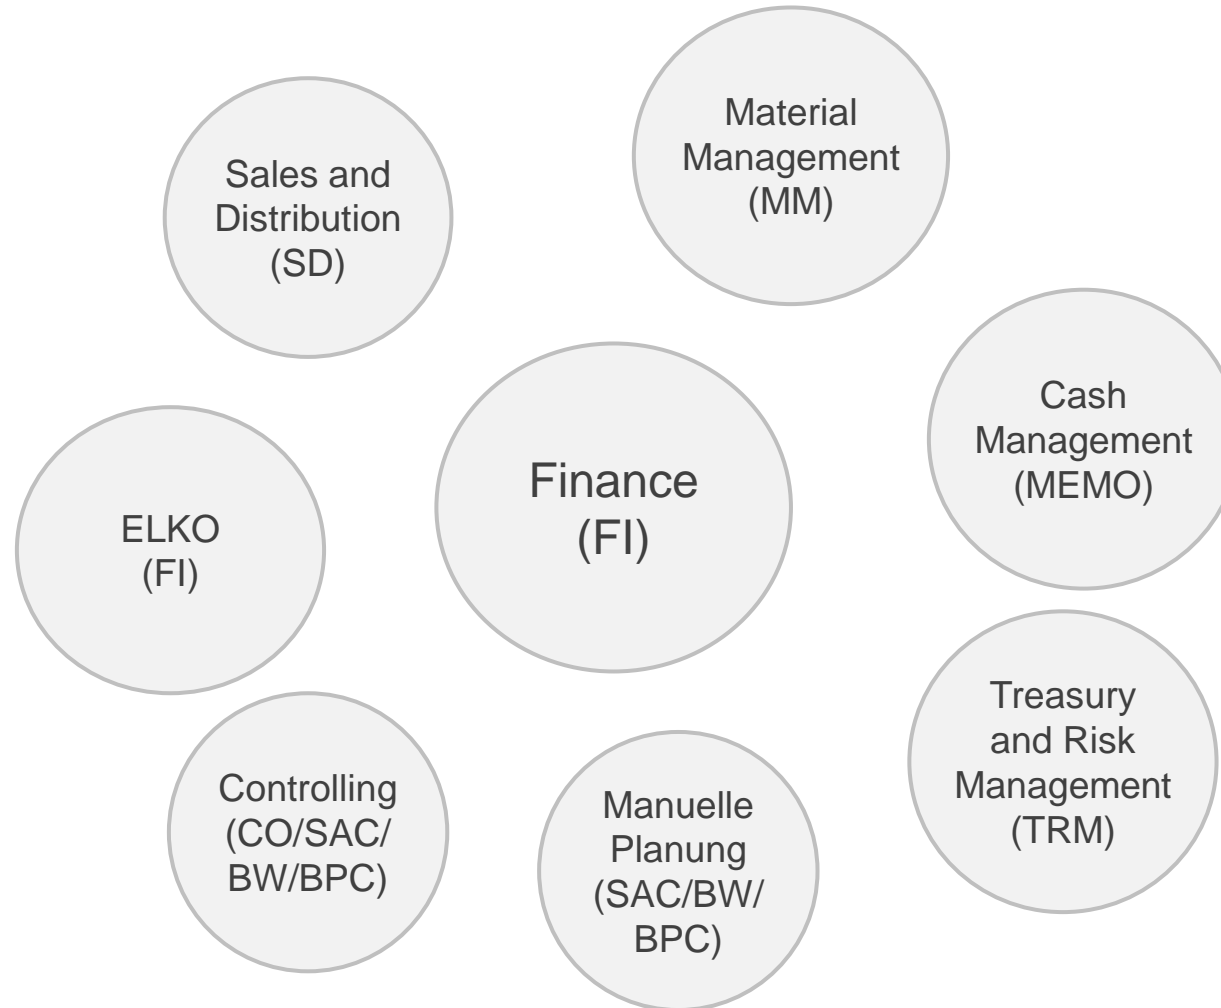 Material
Management
(MM)
Sales and
Distribution
(SD)
Cash
Management
(MEMO)
Finance
(FI)
ELKO
(FI)
Treasury
and Risk
Management
(TRM)
Controlling
(CO/SAC/
BW/BPC)
Manuelle
Planung
(SAC/BW/
BPC)